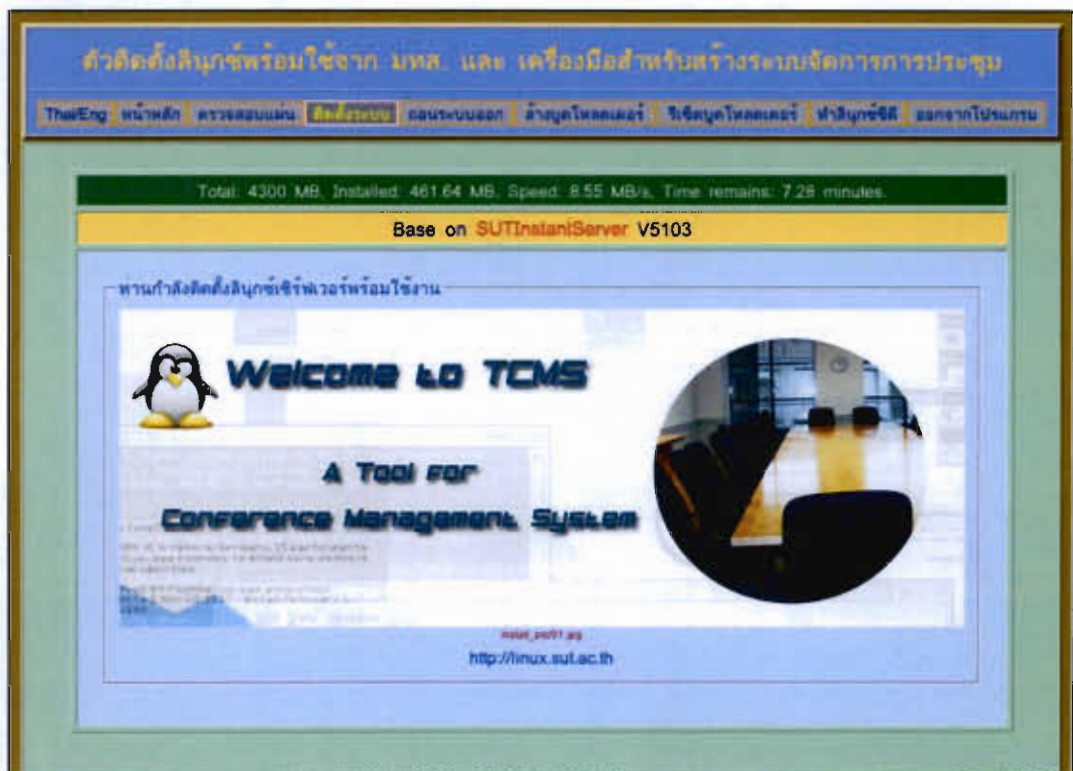 ตัวติดตั้งลินุกซ์พร้อมใช้จาก มทส. และ เครื่องมือสำหรับสร้างระบบจัดการการประชุม
Thai/Eng หน้าหลัก ตรวจสอบแผ่น ติดตั้งระบบ ถอนระบบออก ล้างบูตโหลดเดอร์ รีเซ็ตบูตโหลดเดอร์ ทำลินุกซ์ซีดี ออกจากโปรแกรม
Total: 4300 MB, Installed: 461.64 MB, Speed: 8.55 MB/s, Time remains: 7.28 minutes.
Base on SUTInstantServer V5103
ท่านกำลังติดตั้งลินุกซ์เซิร์ฟเวอร์พร้อมใช้งาน
Welcome to TCMS
A Tool For
Conference Management System
http://linux.sut.ac.th